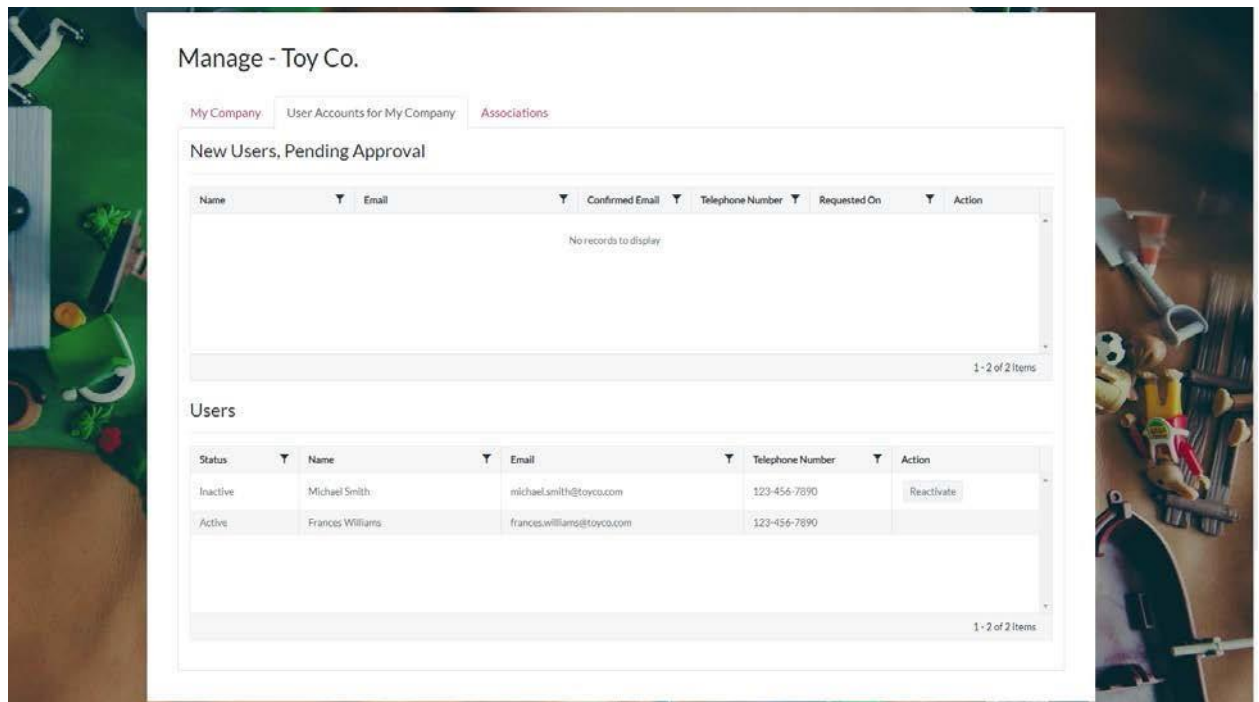 Manage - Toy Co.
My Company User Accounts for My Company Associations
New Users, Pending Approval
Name Email Confirmed Email Telephone Number Requested On Action
No records to display
1 - 2 of 2 items
Users
Status Name Email Telephone Number Action
Inactive Michael Smith michael.smith@toyco.com 123-456-7890 Reactivate
Active Frances Williams frances.williams@toyco.com 123-456-7890
1 - 2 of 2 items